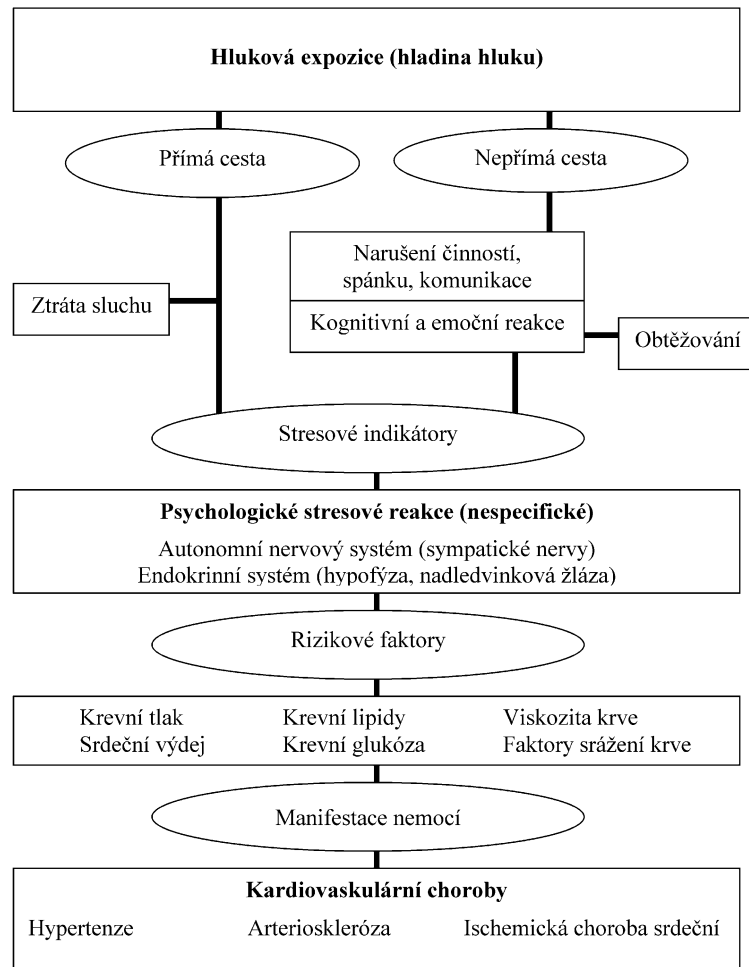 Hluková expozice (hladina hluku)
Přímá cesta
Nepřímá cesta
Narušení činností,
spánku, komunikace
Ztráta sluchu
Kognitivní a emoční reakce
Obtěžování
Stresové indikátory
Psychologické stresové reakce (nespecifické)
Autonomní nervový systém (sympatické nervy)
Endokrinní systém (hypofýza, nadledvinková žláza)
Rizikové faktory
Krevní tlak Krevní lipidy Viskozita krve
Srdeční výdej Krevní glukóza Faktory srážení krve
Manifestace nemocí
Kardiovaskulární choroby
Hypertenze Arterioskleróza Ischemická choroba srdeční